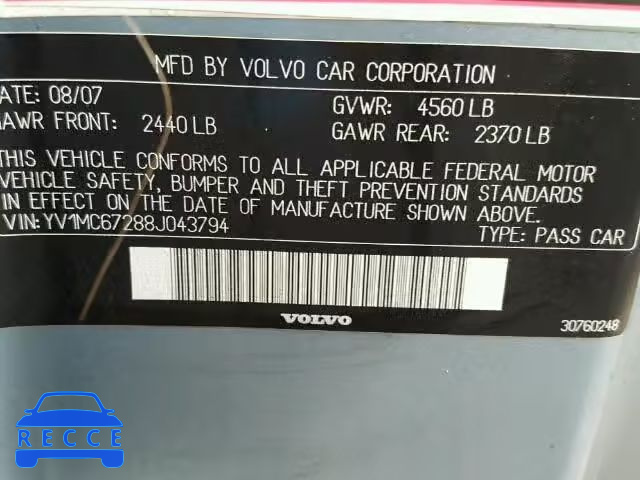 MFD BY VOLVO CAR CORPORATION
ATE: 08/07 GVWR: 4560 LB
AWR FRONT: 2440 LB GAWR REAR: 2370 LB
THIS VEHICLE CONFORMS TO ALL APPLICABLE FEDERAL MOTOR
VEHICLE SAFETY, BUMPER AND THEFT PREVENTION STANDARDS
IN EFFECT ON THE DATE OF MANUFACTURE SHOWN ABOVE.
VIN: YV1MC67288J043794 TYPE: PASS CAR
VOLVO 30760248
RECCE.INFO